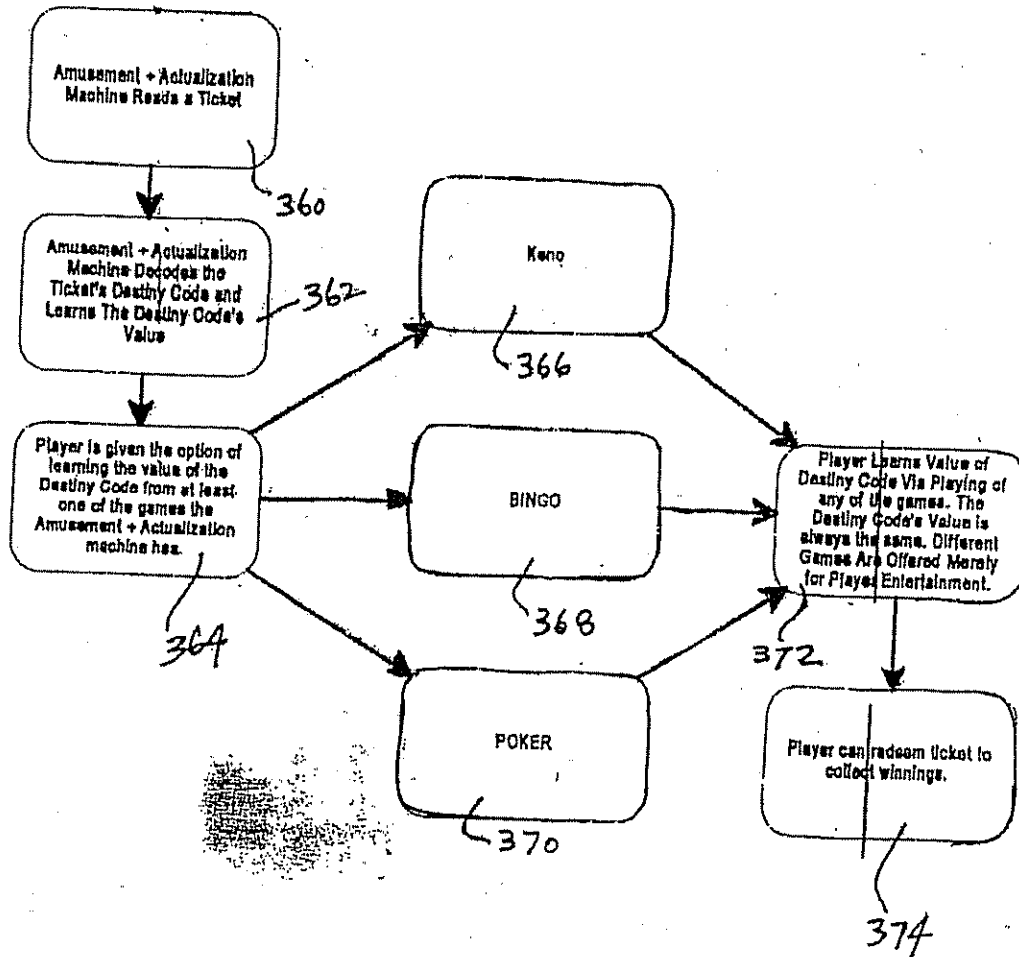 Amusement + Actualization
Machine Reads a Ticket
360
Amusement + Actualization
Machine Decodes the
Ticket's Destiny Code and
Learns The Destiny Code's
Value
362
Player is given the option of
learning the value of the
Destiny Code from at least
one of the games the
Amusement + Actualization
machine has.
364
Keno
366
BINGO
368
POKER
370
Player Learns Value of
Destiny Code Via Playing of
any of the games. The
Destiny Code's Value is
always the same. Different
Games Are Offered Merely
for Player Entertainment.
372
Player can redeem ticket to
collect winnings.
374